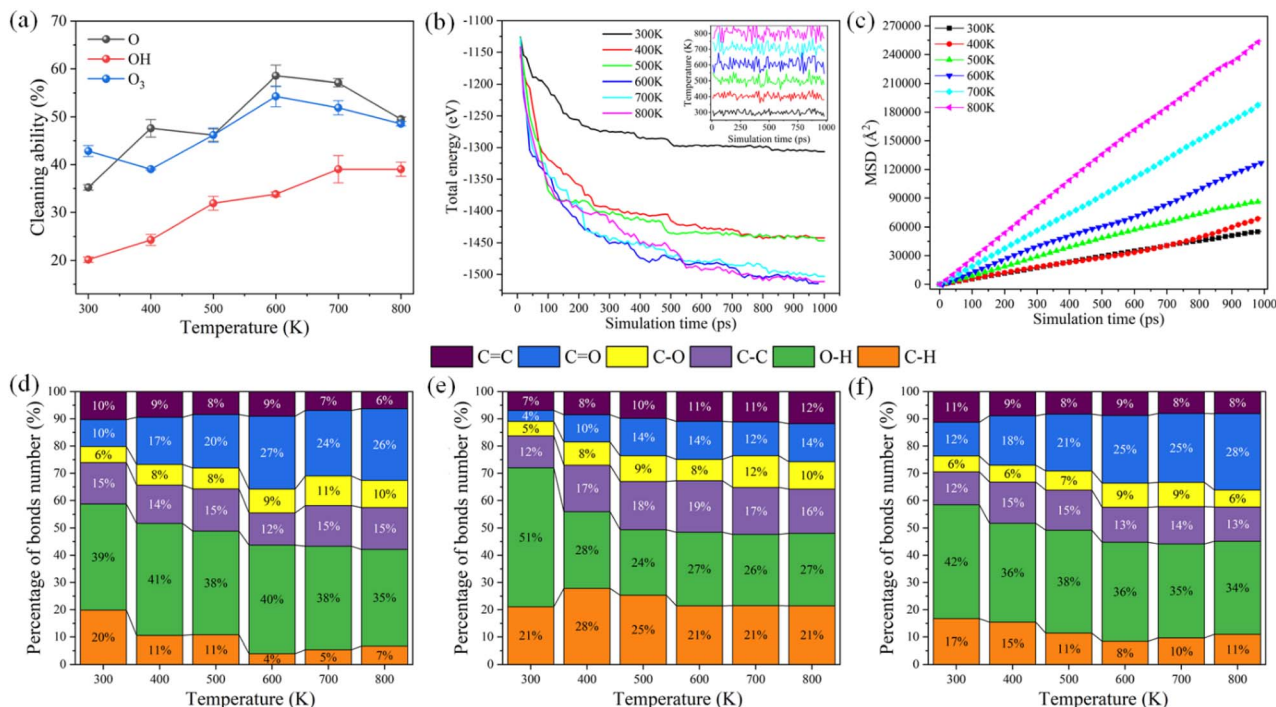 (a)
Cleaning ability (%)
70
60
50
40
30
20
O
OH
O₃
300 400 500 600 700 800
Temperature (K)
(b)
Total energy (eV)
-1100
-1150
-1200
-1250
-1300
-1350
-1400
-1450
-1500
300K
400K
500K
600K
700K
800K
Temperature (K)
800
700
600
500
400
300
0 500 1000
Simulation time (ps)
0 100 200 300 400 500 600 700 800 900 1000
Simulation time (ps)
(c)
MSD (Å²)
270000
240000
210000
180000
150000
120000
90000
60000
30000
0
300K
400K
500K
600K
700K
800K
0 100 200 300 400 500 600 700 800 900 1000
Simulation time (ps)
C=C C=O C-O C-C O-H C-H
(d)
Percentage of bonds number (%)
100
90
80
70
60
50
40
30
20
10
0
10% 9% 8% 9% 7% 6%
10% 17% 20% 27% 24% 26%
6% 8% 8% 9% 11% 10%
15% 14% 15% 12% 15% 15%
39% 41% 38% 40% 38% 35%
20% 11% 11% 4% 5% 7%
300 400 500 600 700 800
Temperature (K)
(e)
Percentage of bonds number (%)
100
90
80
70
60
50
40
30
20
10
0
7% 8% 10% 11% 11% 12%
4% 10% 14% 14% 12% 14%
5% 8% 9% 8% 12% 10%
12% 17% 18% 19% 17% 16%
51% 28% 24% 27% 26% 27%
21% 28% 25% 21% 21% 21%
300 400 500 600 700 800
Temperature (K)
(f)
Percentage of bonds number (%)
100
90
80
70
60
50
40
30
20
10
0
11% 9% 8% 9% 8% 8%
12% 18% 21% 25% 25% 28%
6% 6% 7% 9% 9% 6%
12% 15% 15% 13% 14% 13%
42% 36% 38% 36% 35% 34%
17% 15% 11% 8% 10% 11%
300 400 500 600 700 800
Temperature (K)